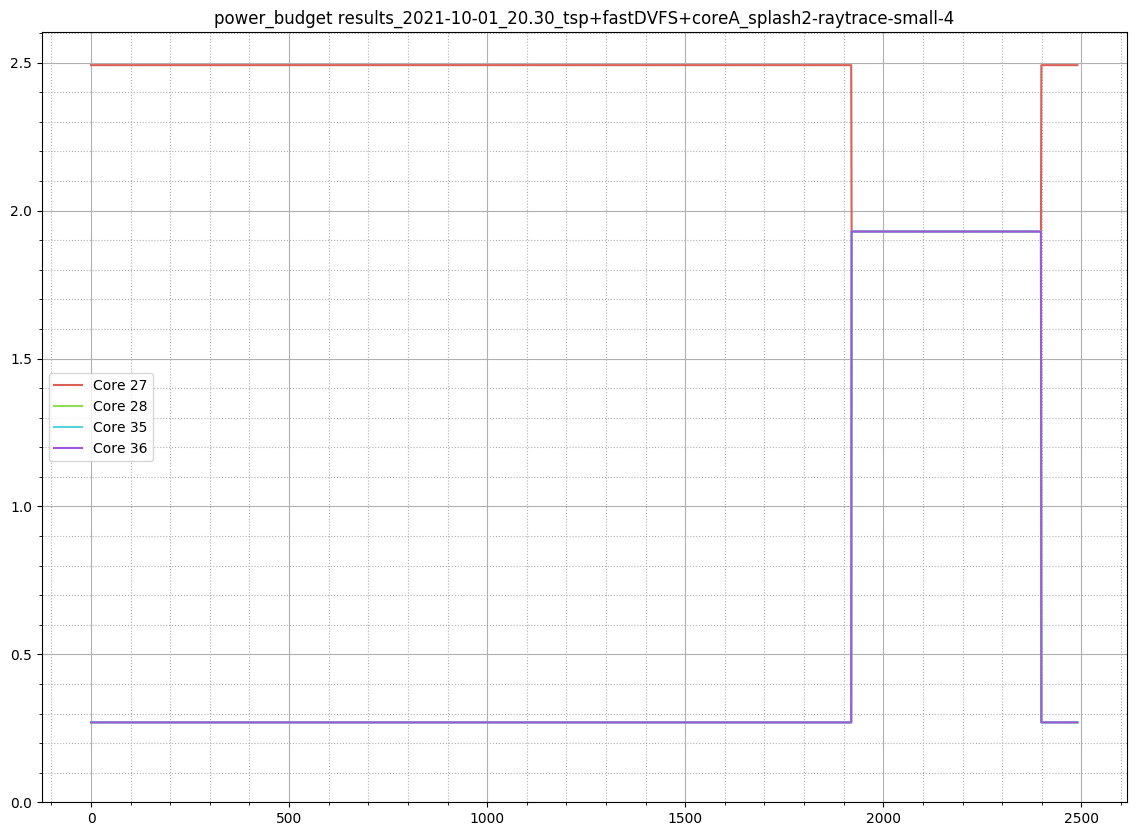 power_budget results_2021-10-01_20.30_tsp+fastDVFS+coreA_splash2-raytrace-small-4
2.5
2.0
1.5
1.0
0.5
0.0
Core 27
Core 28
Core 35
Core 36
0 500 1000 1500 2000 2500